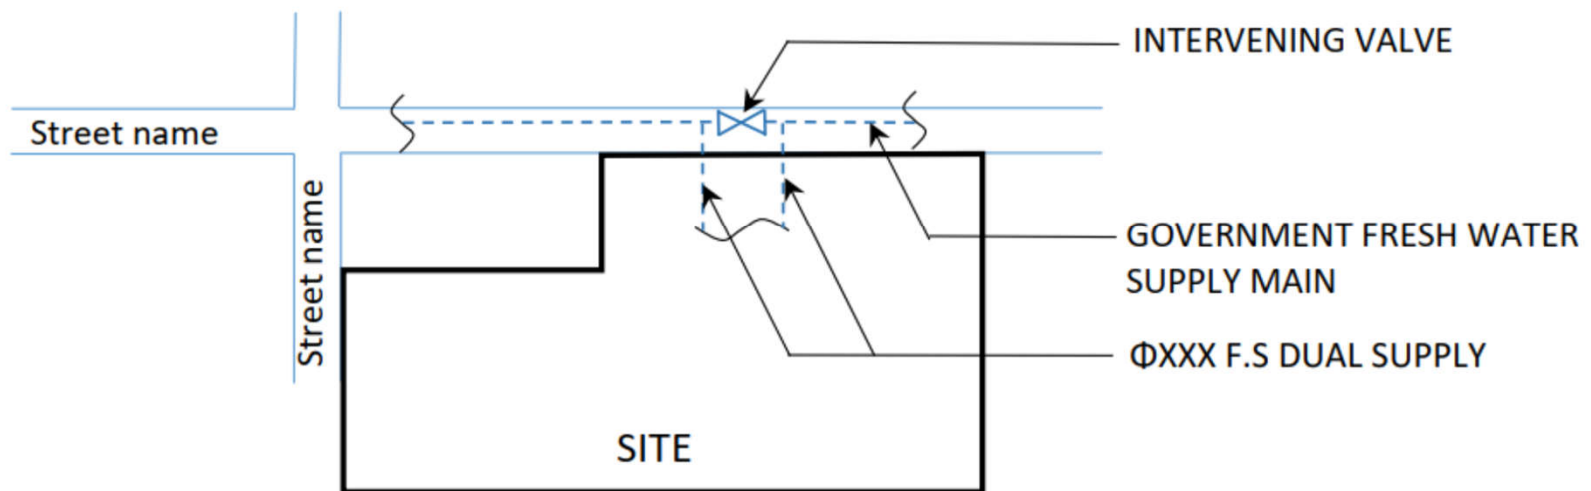 INTERVENING VALVE
Street name
Street name
GOVERNMENT FRESH WATER
SUPPLY MAIN
ΦXXX F.S DUAL SUPPLY
SITE